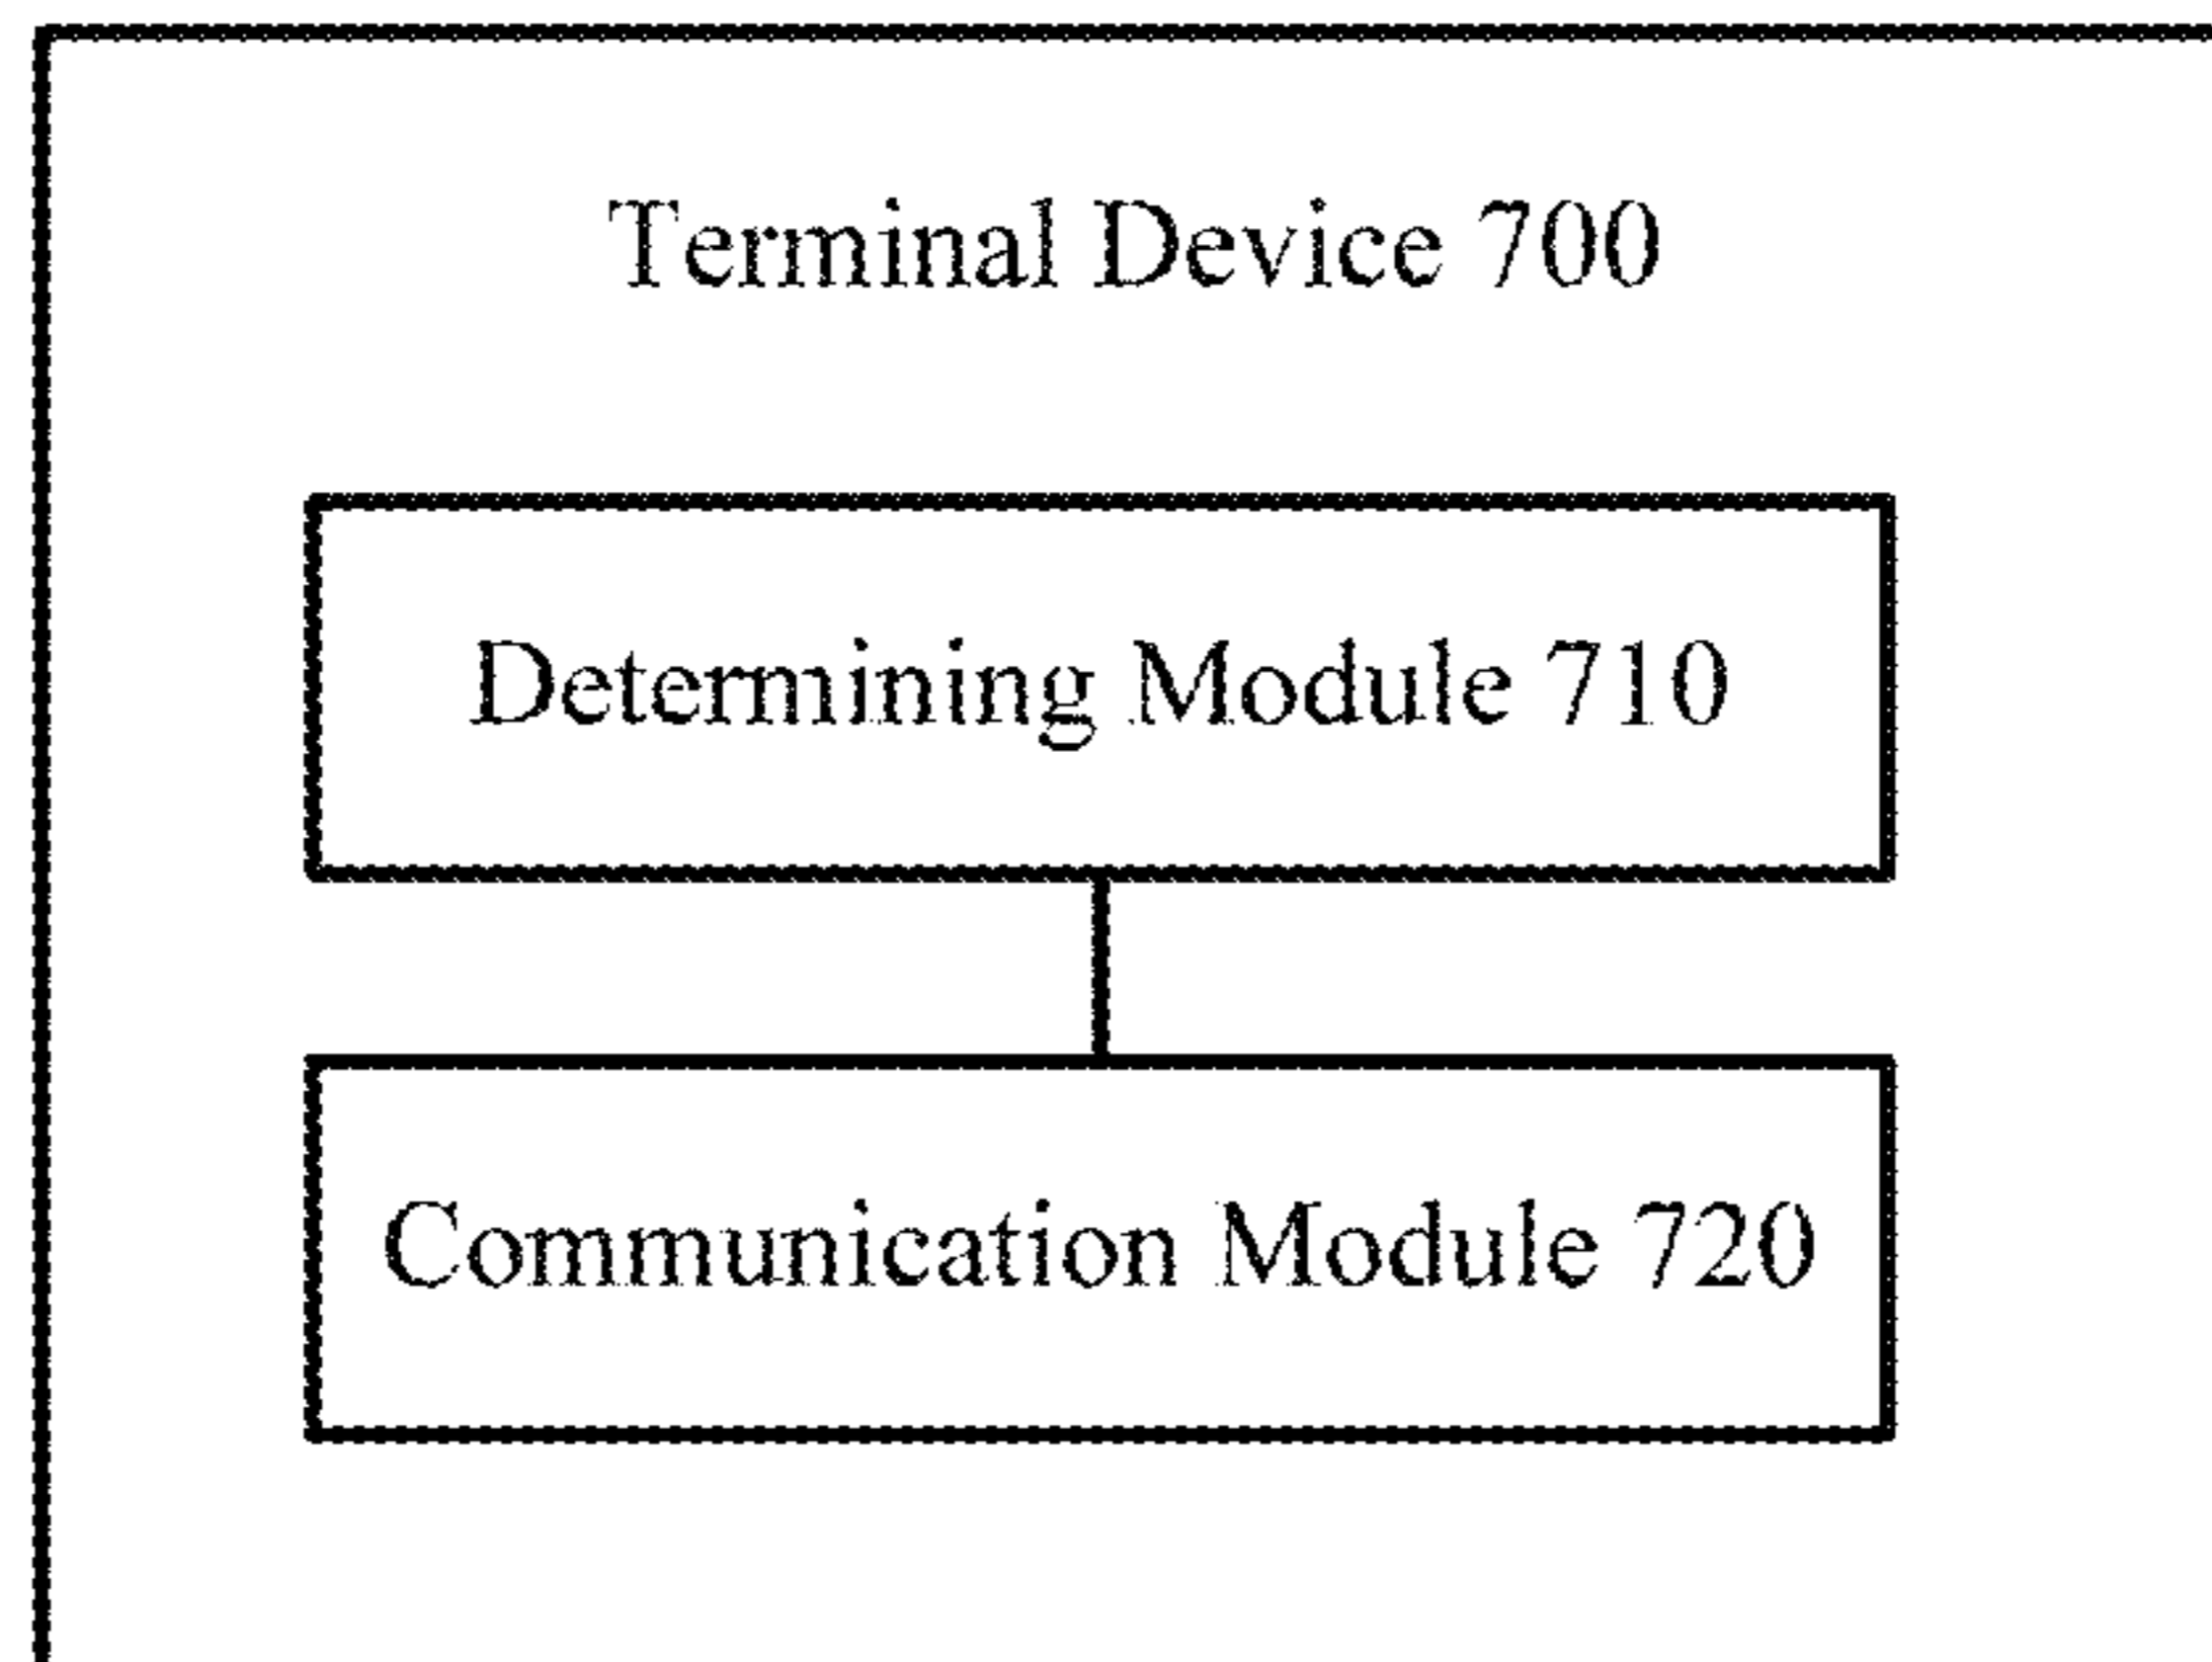 Terminal Device 700
Determining Module 710
Communication Module 720